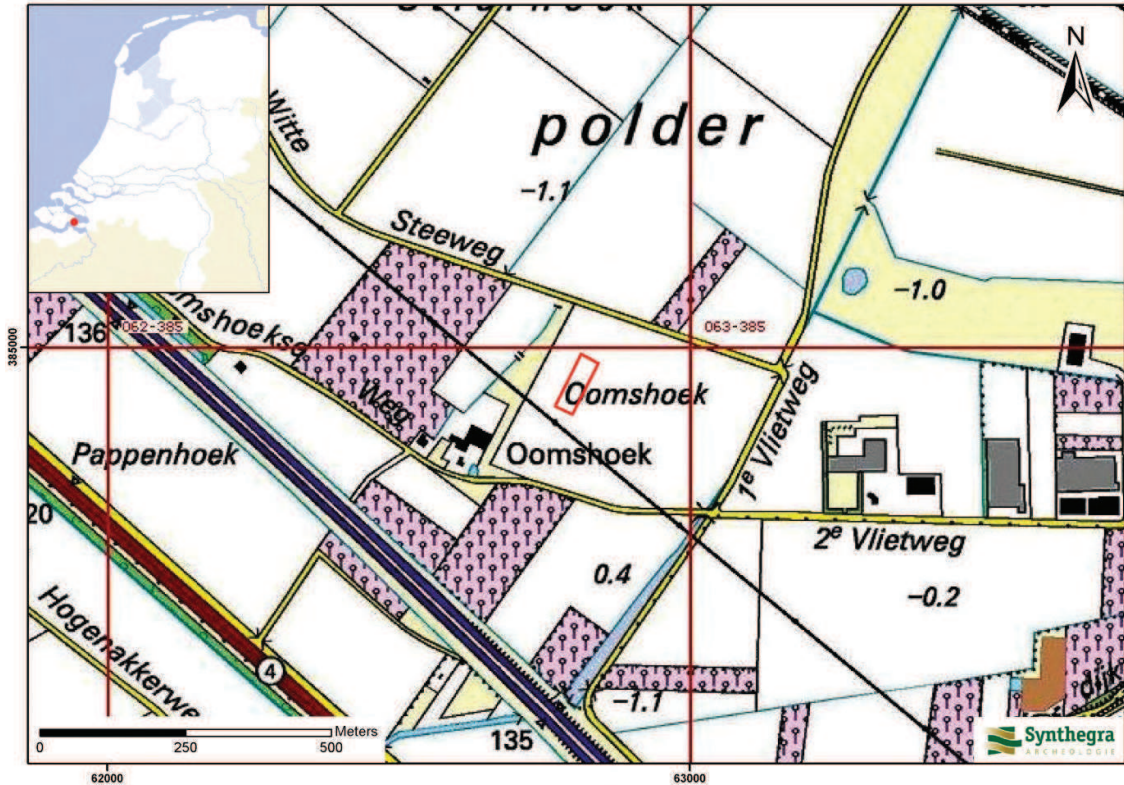 N
Witte
polder
–1.1
Steeweg
–1.0
136
062-385
063-385
385000
omshoekse
Weg
Oomshoek
Oomshoek
Pappenhoek
1e Vlietweg
2e Vlietweg
20
0.4
–0.2
Hogenakkerwe
4
–1.1
dijk
135
Meters
0 250 500
Synthegra
ARCHEOLOGIE
62000
63000